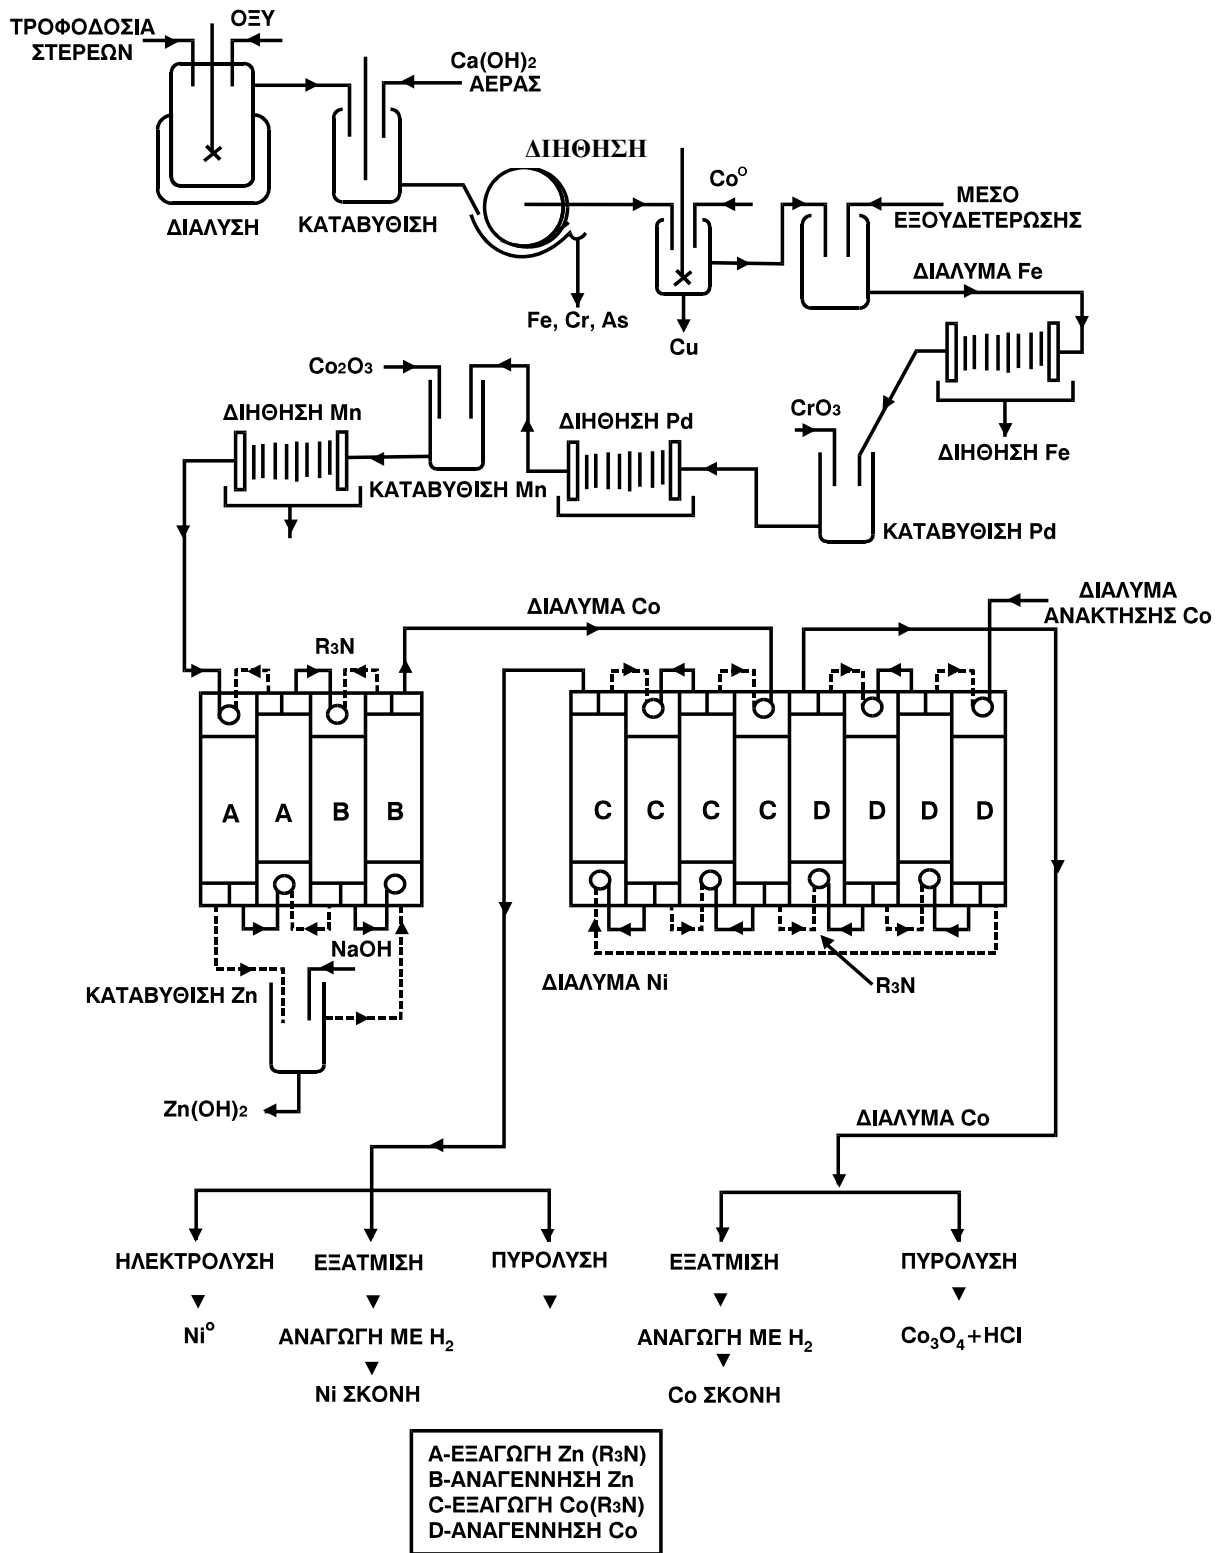 ΤΡΟΦΟΔΟΣΙΑ
ΣΤΕΡΕΩΝ
ΟΞΥ
Ca(OH)2
ΑΕΡΑΣ
ΔΙΗΘΗΣΗ
Co°
ΜΕΣΟ
ΕΞΟΥΔΕΤΕΡΩΣΗΣ
ΔΙΑΛΥΣΗ
ΚΑΤΑΒΥΘΙΣΗ
ΔΙΑΛΥΜΑ Fe
Fe, Cr, As
Cu
Co2O3
CrO3
ΔΙΗΘΗΣΗ Mn
ΔΙΗΘΗΣΗ Pd
ΔΙΗΘΗΣΗ Fe
ΚΑΤΑΒΥΘΙΣΗ Mn
ΚΑΤΑΒΥΘΙΣΗ Pd
ΔΙΑΛΥΜΑ Co
ΔΙΑΛΥΜΑ
ΑΝΑΚΤΗΣΗΣ Co
R3N
A A B B
C C C C D D D D
NaOH
ΚΑΤΑΒΥΘΙΣΗ Zn
ΔΙΑΛΥΜΑ Ni
R3N
Zn(OH)2
ΔΙΑΛΥΜΑ Co
ΗΛΕΚΤΡΟΛΥΣΗ
ΕΞΑΤΜΙΣΗ
ΠΥΡΟΛΥΣΗ
ΕΞΑΤΜΙΣΗ
ΠΥΡΟΛΥΣΗ
Ni°
ΑΝΑΓΩΓΗ ΜΕ H2
ΑΝΑΓΩΓΗ ΜΕ H2
Co3O4+HCl
Ni ΣΚΟΝΗ
Co ΣΚΟΝΗ
A-ΕΞΑΓΩΓΗ Zn (R3N)
B-ΑΝΑΓΕΝΝΗΣΗ Zn
C-ΕΞΑΓΩΓΗ Co(R3N)
D-ΑΝΑΓΕΝΝΗΣΗ Co